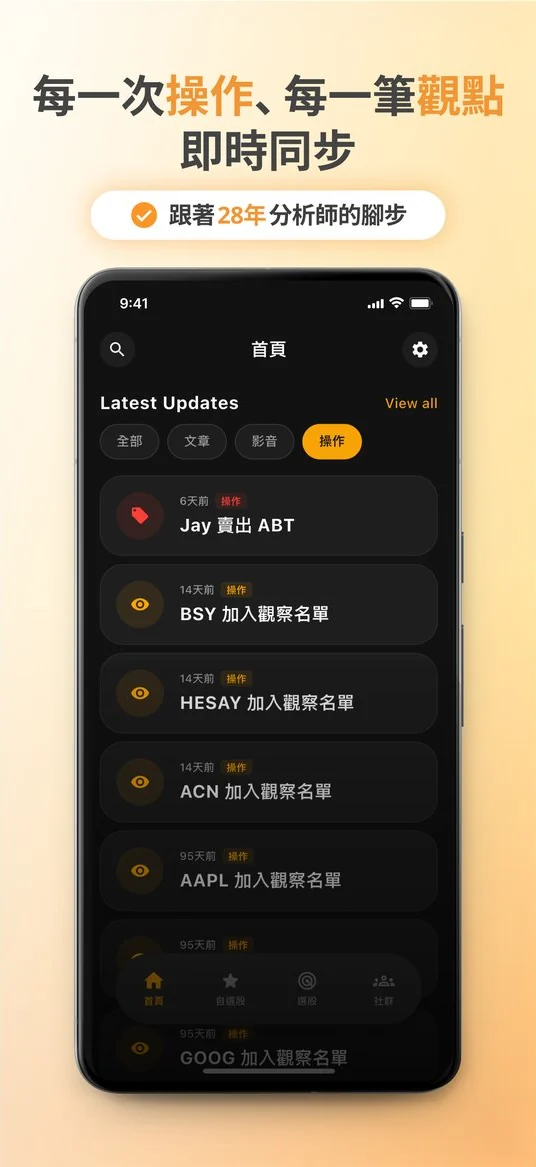 每一次操作、每一筆觀點
即時同步
跟著28年分析師的腳步
9:41
首頁
Latest Updates
View all
全部
文章
影音
操作
6天前 操作
Jay 賣出 ABT
14天前 操作
BSY 加入觀察名單
14天前 操作
HESAY 加入觀察名單
14天前 操作
ACN 加入觀察名單
95天前 操作
AAPL 加入觀察名單
95天前 操作
首頁
自選股
選股
社群
95天前 操作
GOOG 加入觀察名單